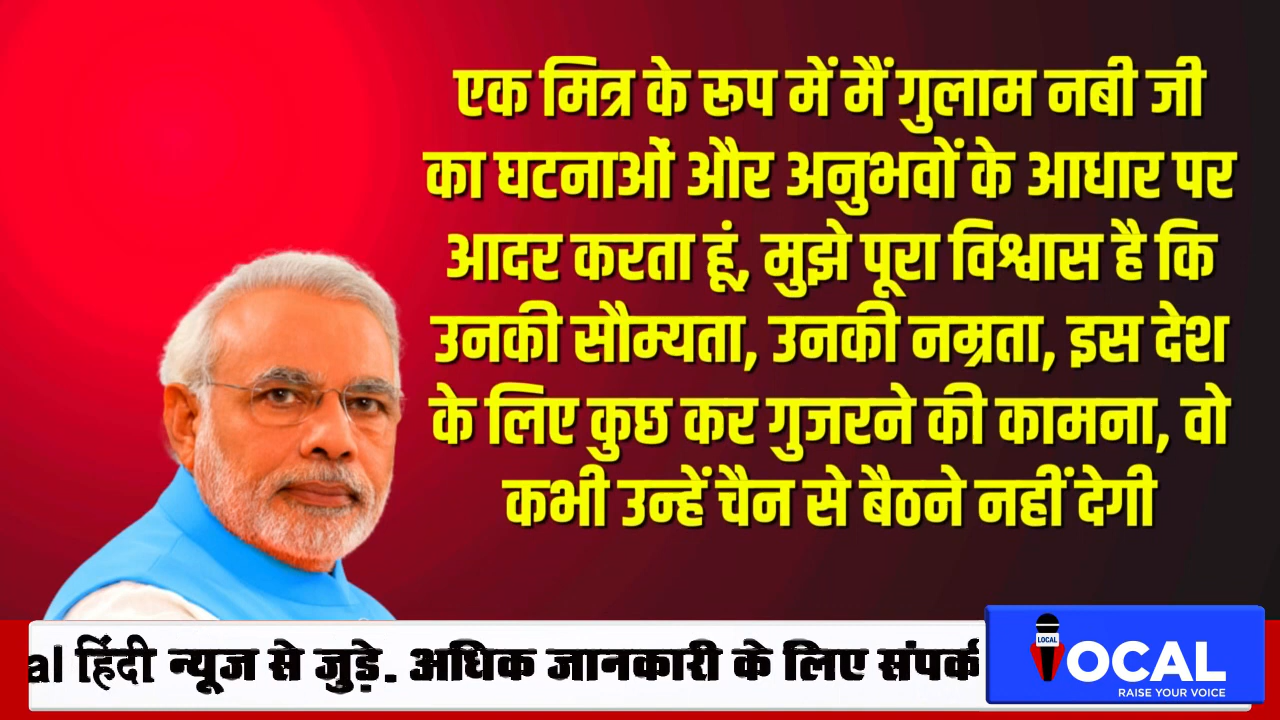 एक मित्र के रूप में मैं गुलाम नबी जी
का घटनाओं और अनुभवों के आधार पर
आदर करता हूं, मुझे पूरा विश्वास है कि
उनकी सौम्यता, उनकी नम्रता, इस देश
के लिए कुछ कर गुजरने की कामना, वो
कभी उन्हें चैन से बैठने नहीं देगी
al हिंदी न्यूज से जुड़े. अधिक जानकारी के लिए संपर्क
LOCAL
VOCAL
RAISE YOUR VOICE